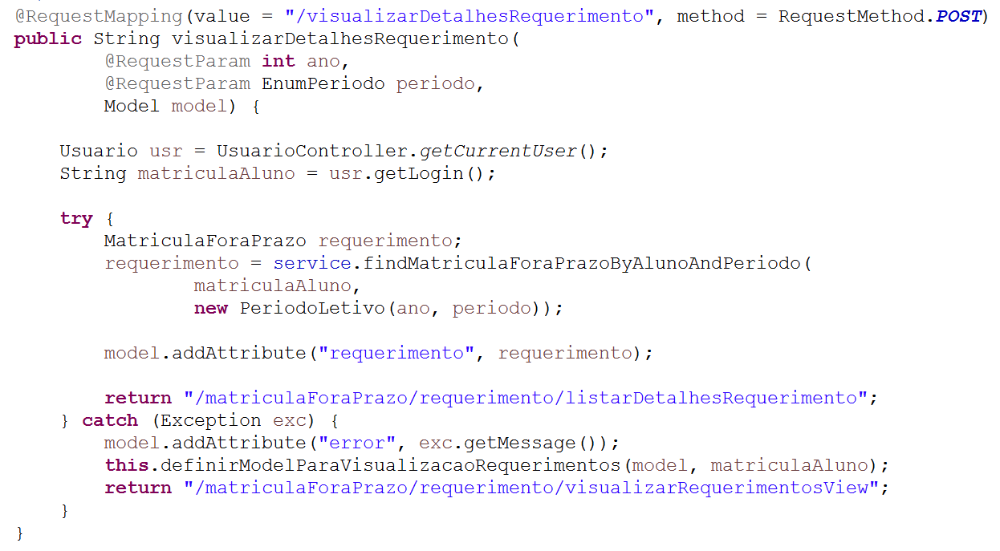 @RequestMapping(value = "/visualizarDetalhesRequerimento", method = RequestMethod.POST)
public String visualizarDetalhesRequerimento(
        @RequestParam int ano,
        @RequestParam EnumPeriodo periodo,
        Model model) {

    Usuario usr = UsuarioController.getCurrentUser();
    String matriculaAluno = usr.getLogin();

    try {
        MatriculaForaPrazo requerimento;
        requerimento = service.findMatriculaForaPrazoByAlunoAndPeriodo(
                matriculaAluno,
                new PeriodoLetivo(ano, periodo));

        model.addAttribute("requerimento", requerimento);

        return "/matriculaForaPrazo/requerimento/listarDetalhesRequerimento";
    } catch (Exception exc) {
        model.addAttribute("error", exc.getMessage());
        this.definirModelParaVisualizacaoRequerimentos(model, matriculaAluno);
        return "/matriculaForaPrazo/requerimento/visualizarRequerimentosView";
    }
}